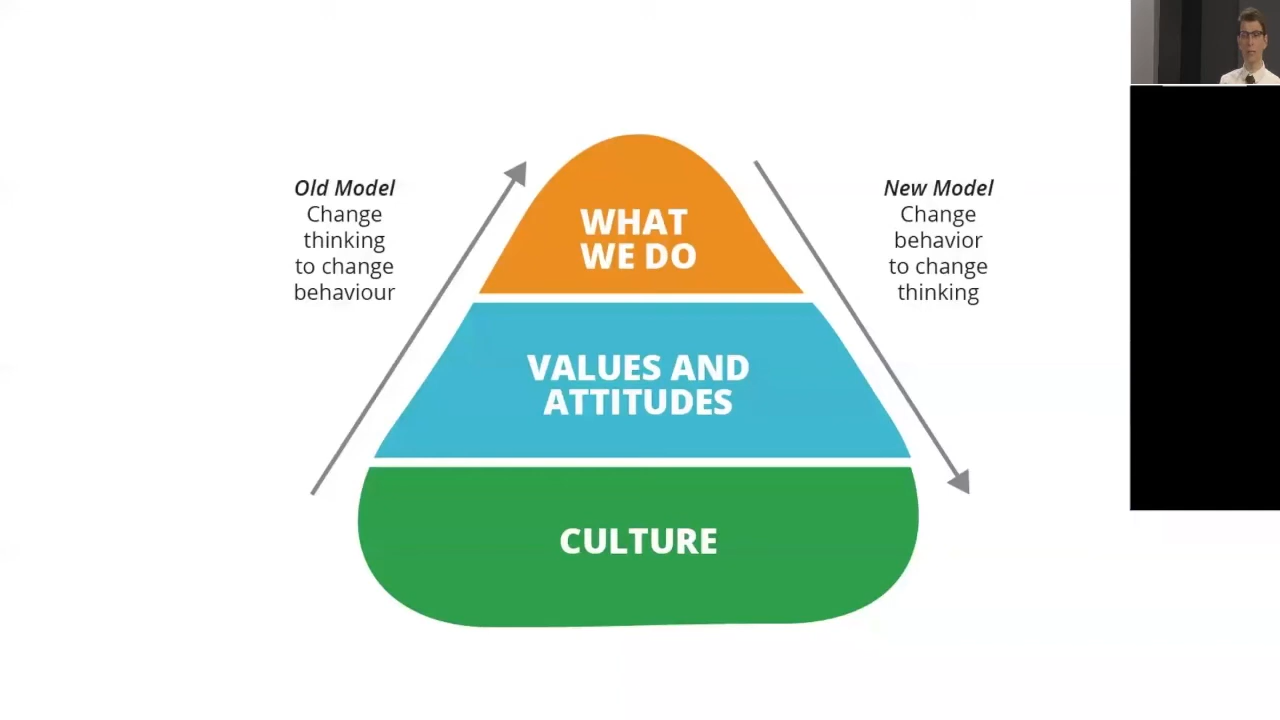 Old Model
Change
thinking
to change
behaviour
WHAT
WE DO
VALUES AND
ATTITUDES
CULTURE
New Model
Change
behavior
to change
thinking